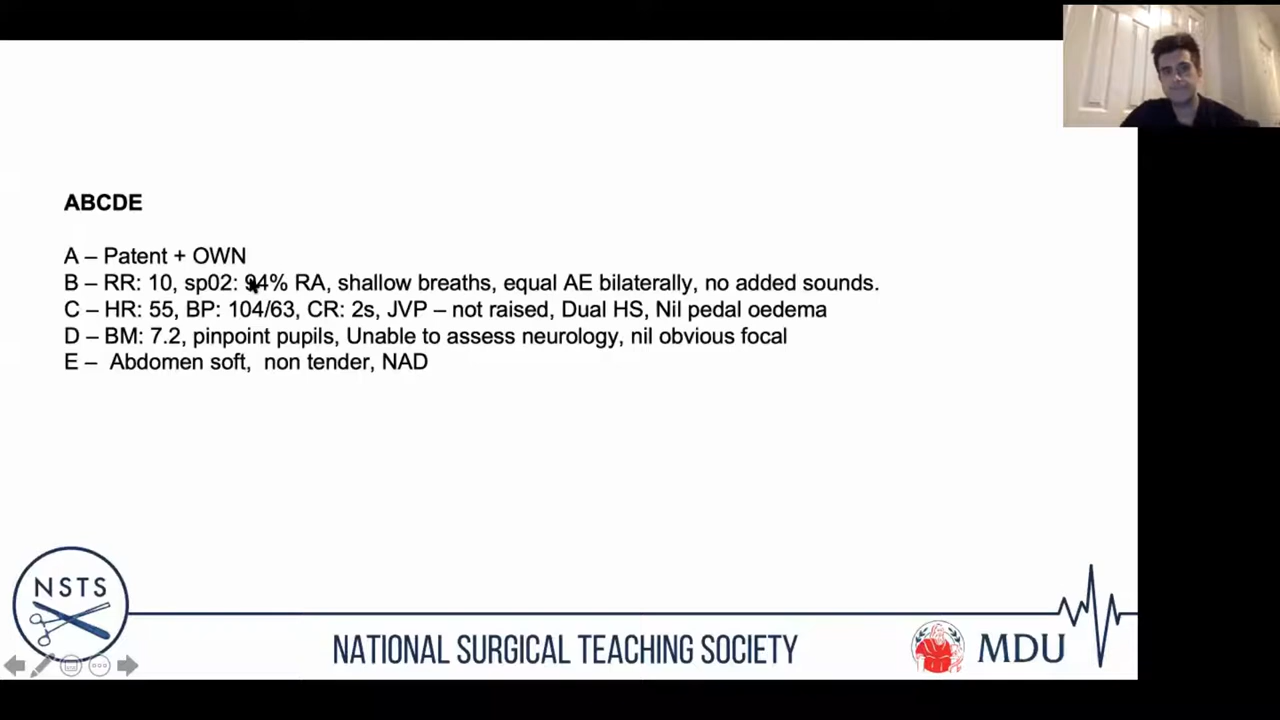 ABCDE
A – Patent + OWN
B – RR: 10, sp02: 94% RA, shallow breaths, equal AE bilaterally, no added sounds.
C – HR: 55, BP: 104/63, CR: 2s, JVP – not raised, Dual HS, Nil pedal oedema
D – BM: 7.2, pinpoint pupils, Unable to assess neurology, nil obvious focal
E – Abdomen soft, non tender, NAD
NSTS
NATIONAL SURGICAL TEACHING SOCIETY
MDU